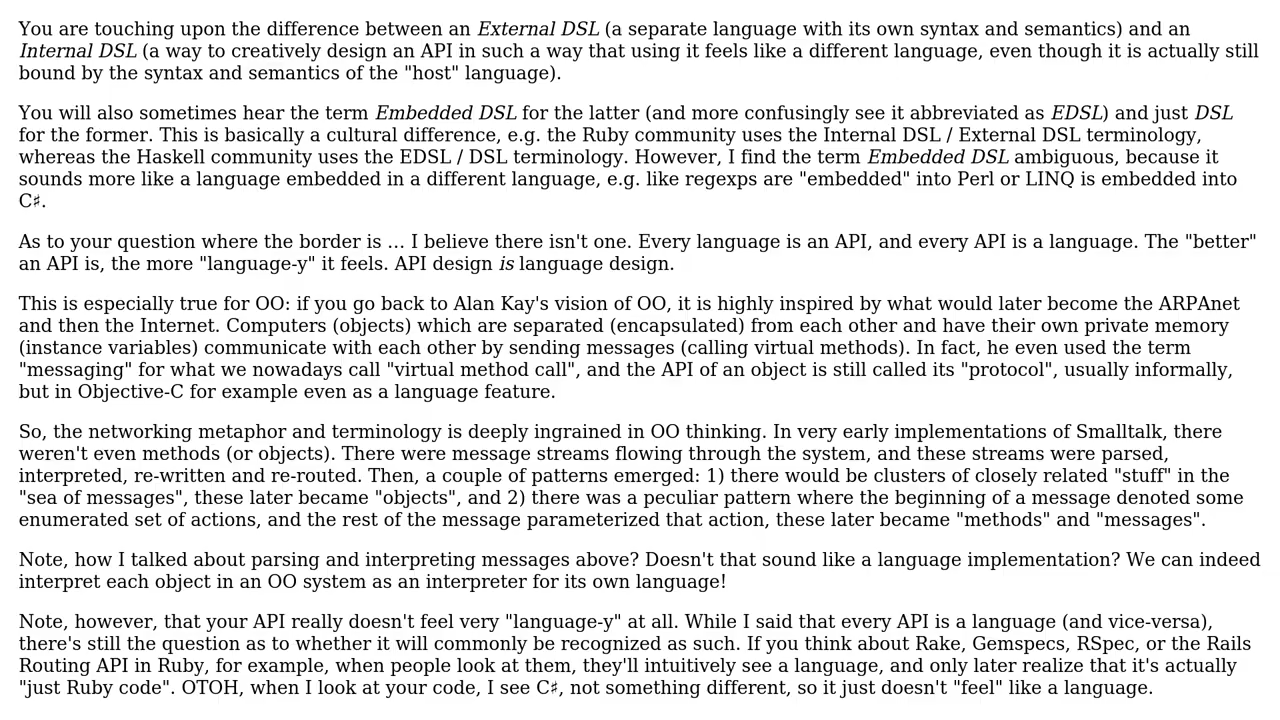 You are touching upon the difference between an External DSL (a separate language with its own syntax and semantics) and an
Internal DSL (a way to creatively design an API in such a way that using it feels like a different language, even though it is actually still
bound by the syntax and semantics of the "host" language).
You will also sometimes hear the term Embedded DSL for the latter (and more confusingly see it abbreviated as EDSL) and just DSL
for the former. This is basically a cultural difference, e.g. the Ruby community uses the Internal DSL / External DSL terminology,
whereas the Haskell community uses the EDSL / DSL terminology. However, I find the term Embedded DSL ambiguous, because it
sounds more like a language embedded in a different language, e.g. like regexps are "embedded" into Perl or LINQ is embedded into
C♯.
As to your question where the border is … I believe there isn't one. Every language is an API, and every API is a language. The "better"
an API is, the more "language-y" it feels. API design is language design.
This is especially true for OO: if you go back to Alan Kay's vision of OO, it is highly inspired by what would later become the ARPAnet
and then the Internet. Computers (objects) which are separated (encapsulated) from each other and have their own private memory
(instance variables) communicate with each other by sending messages (calling virtual methods). In fact, he even used the term
"messaging" for what we nowadays call "virtual method call", and the API of an object is still called its "protocol", usually informally,
but in Objective-C for example even as a language feature.
So, the networking metaphor and terminology is deeply ingrained in OO thinking. In very early implementations of Smalltalk, there
weren't even methods (or objects). There were message streams flowing through the system, and these streams were parsed,
interpreted, re-written and re-routed. Then, a couple of patterns emerged: 1) there would be clusters of closely related "stuff" in the
"sea of messages", these later became "objects", and 2) there was a peculiar pattern where the beginning of a message denoted some
enumerated set of actions, and the rest of the message parameterized that action, these later became "methods" and "messages".
Note, how I talked about parsing and interpreting messages above? Doesn't that sound like a language implementation? We can indeed
interpret each object in an OO system as an interpreter for its own language!
Note, however, that your API really doesn't feel very "language-y" at all. While I said that every API is a language (and vice-versa),
there's still the question as to whether it will commonly be recognized as such. If you think about Rake, Gemspecs, RSpec, or the Rails
Routing API in Ruby, for example, when people look at them, they'll intuitively see a language, and only later realize that it's actually
"just Ruby code". OTOH, when I look at your code, I see C♯, not something different, so it just doesn't "feel" like a language.